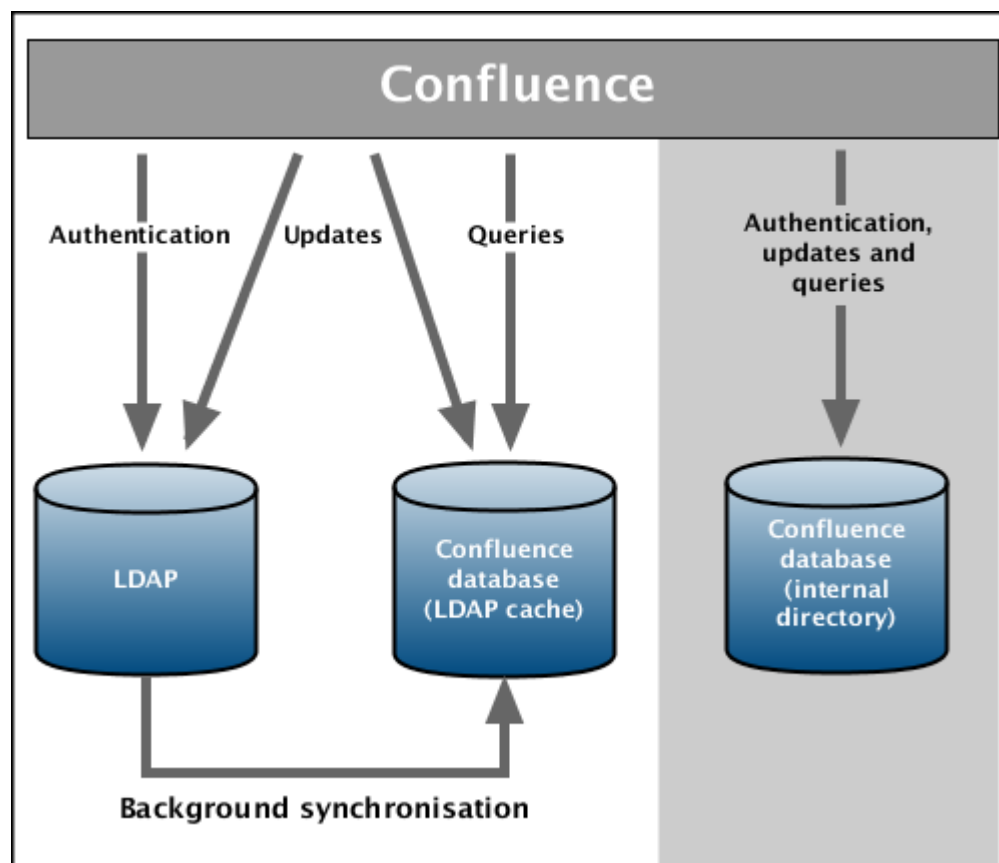 Confluence
Authentication
Updates
Queries
Authentication,
updates and
queries
LDAP
Confluence
database
(LDAP cache)
Confluence
database
(internal
directory)
Background synchronisation